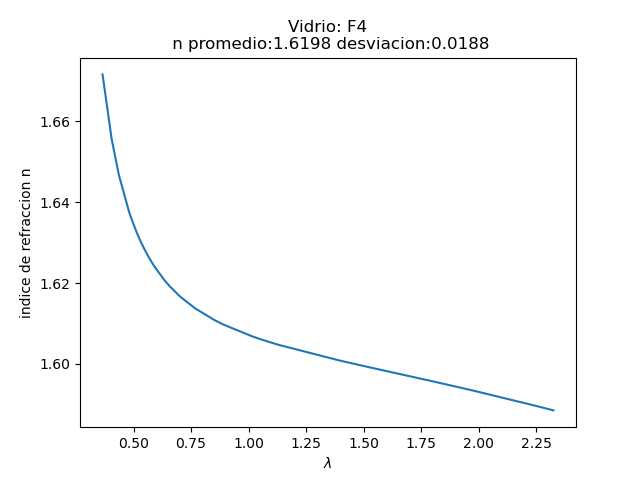 Vidrio: F4
n promedio:1.6198 desviacion:0.0188
indice de refraccion n
1.66
1.64
1.62
1.60
0.50 0.75 1.00 1.25 1.50 1.75 2.00 2.25
λ